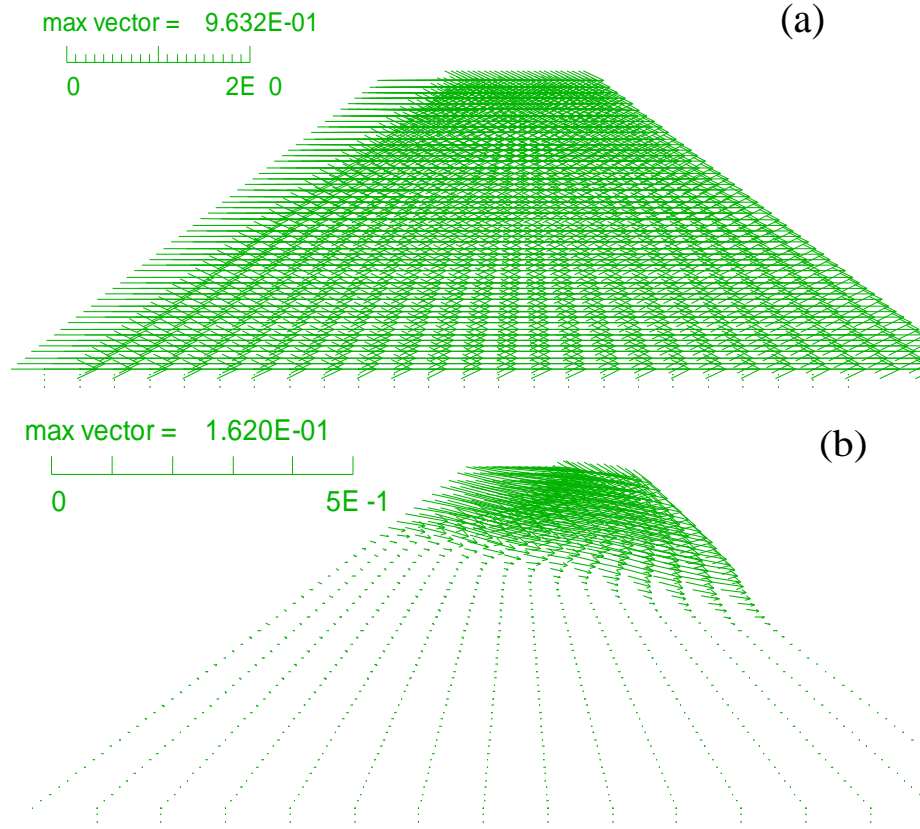 max vector = 9.632E-01
(a)
0 2E 0
max vector = 1.620E-01
(b)
0 5E -1